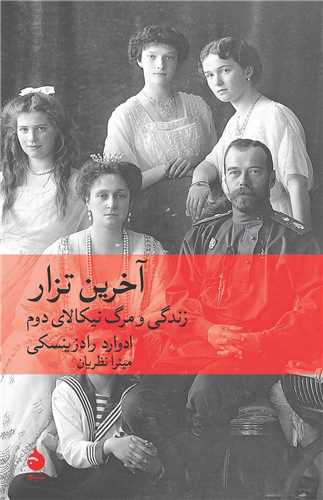 آخرین تزار
زندگی و مرگ نیکالای دوم
ادوارد رادزینسکی
میترا نظریان